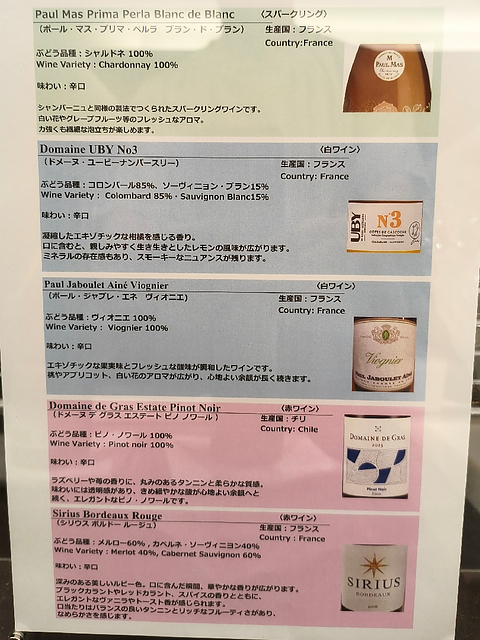 Paul Mas Prima Perla Blanc de Blanc 〈スパークリング〉
(ポール・マス・プリマ・ペルラ ブラン・ド・ブラン) 生産国：フランス
Country:France
ぶどう品種：シャルドネ 100%
Wine Variety：Chardonnay 100%
味わい：辛口
シャンパーニュと同様の製法でつくられたスパークリングワインです。
白い花やグレープフルーツ等のフレッシュなアロマ。
力強くも繊細な泡立ちが楽しめます。
M
PAUL MAS
Domaine UBY No3 〈白ワイン〉
(ドメーヌ・ユービーナンバースリー) 生産国：フランス
Country: France
ぶどう品種：コロンバール85%、ソーヴィニョン・ブラン15%
Wine Variety： Colombard 85%・Sauvignon Blanc15%
味わい：辛口
凝縮したエキゾチックな柑橘を感じる香り。
口に含むと、親しみやすく生き生きとしたレモンの風味が広がります。
ミネラルの存在感もあり、スモーキーなニュアンスが残ります。
UBY
N°3
CÔTES DE GASCOGNE
Paul Jaboulet Ainé Viognier 〈白ワイン〉
(ポール・ジャブレ・エネ ヴィオニエ) 生産国：フランス
Country: France
ぶどう品種：ヴィオニエ 100%
Wine Variety： Viognier 100%
味わい：辛口
エキゾチックな果実味とフレッシュな酸味が調和したワインです。
桃やアプリコット、白い花のアロマが広がり、心地よい余韻が長く続きます。
Viognier
PAUL JABOULET AINÉ
Domaine de Gras Estate Pinot Noir 〈赤ワイン〉
(ドメーヌ デ グラス エステート ピノ ノワール) 生産国：チリ
Country: Chile
ぶどう品種：ピノ・ノワール 100%
Wine Variety：Pinot noir 100%
味わい：辛口
ラズベリーや苺の香りに、丸みのあるタンニンと柔らかな質感。
味わいには透明感があり、きめ細やかな酸が心地よい余韻へと
続く、エレガントなピノ・ノワールです。
DOMAINE DE GRAS
2023
Pinot Noir
Sirius Bordeaux Rouge 〈赤ワイン〉
(シリウス ボルドー ルージュ) 生産国：フランス
Country：France
ぶどう品種：メルロー60%，カベルネ・ソーヴィニヨン40%
Wine Variety：Merlot 40%, Cabernet Sauvignon 60%
味わい：辛口
深みのある美しいルビー色。口に含んだ瞬間、華やかな香りが広がります。
ブラックカラントやレッドカラント、スパイスの香りとともに、
エレガントなヴァニラやトースト香が感じられます。
口当たりはバランスの良いタンニンとリッチなフルーティさがあり、
なめらかさを感じます。
SIRIUS
BORDEAUX